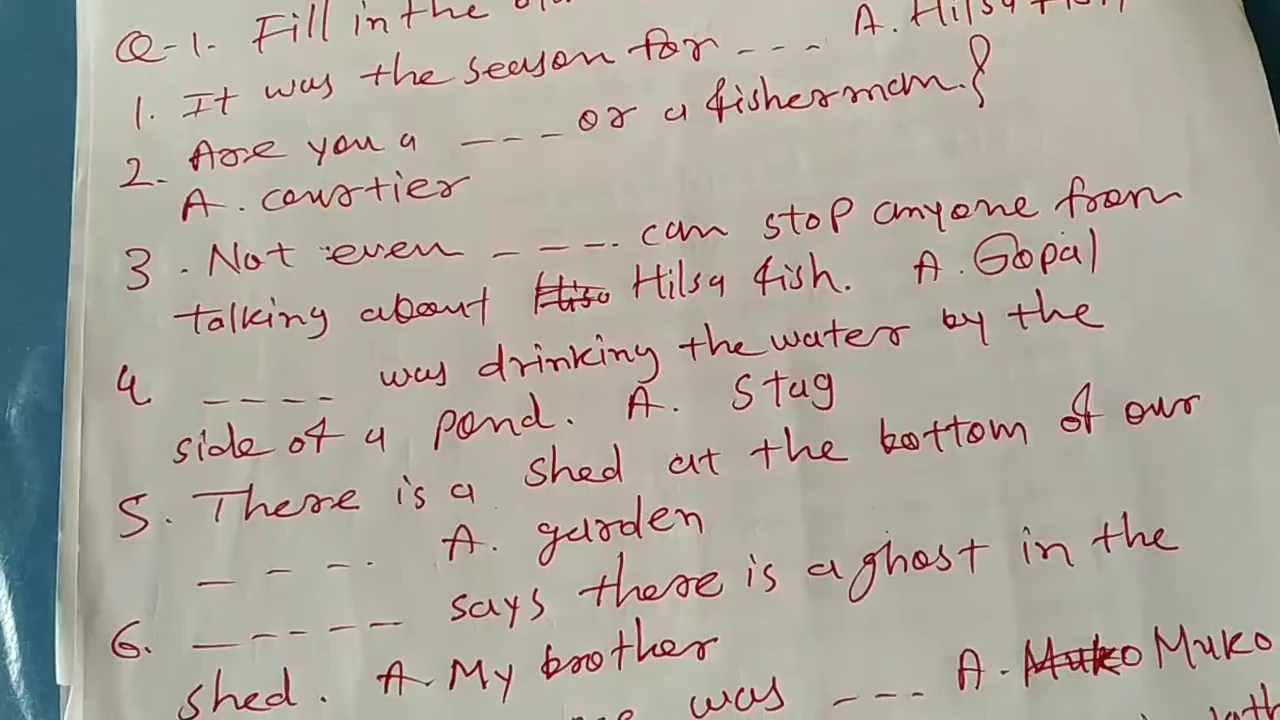 Q-1. Fill in the
1. It was the season for --- A. Hilsa fish
2. Are you a --- or a fisherman?
A. courtier
3. Not even ---. can stop anyone from
talking about Hilsa fish. A. Gopal
4 ---- was drinking the water by the
side of a pond. A. Stag
5. There is a shed at the bottom of our
---. A. garden
6. ----- says there is a ghost in the
shed. A. My brother
was --- A. Muko Muko